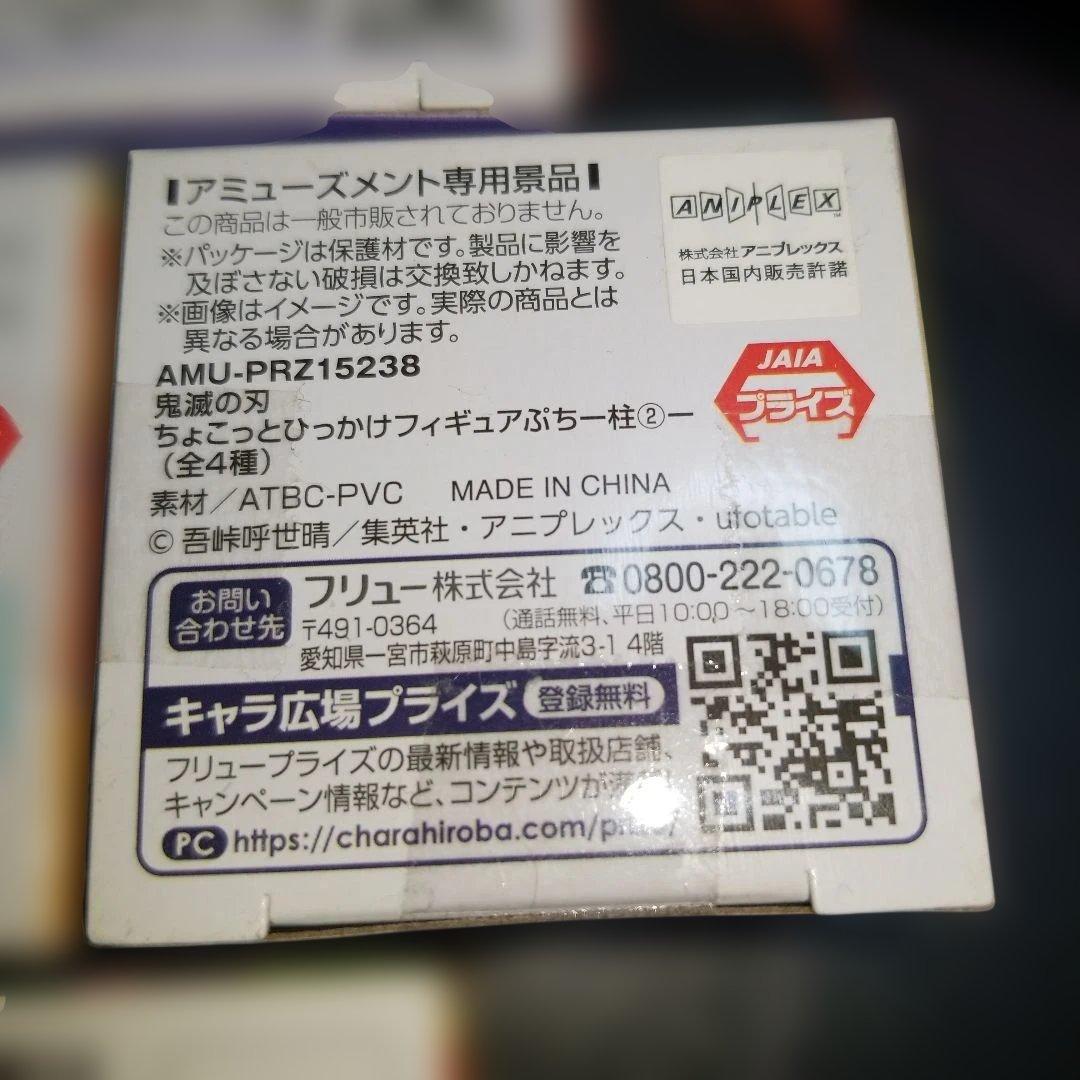 アミューズメント専用景品
この商品は一般市販されておりません。
※パッケージは保護材です。製品に影響を
及ぼさない破損は交換致しかねます。
※画像はイメージです。実際の商品とは
異なる場合があります。
AMU-PRZ15238
鬼滅の刃
ちょこっとひっかけフィギュアぷちー柱②ー
（全4種）
素材／ATBC-PVC MADE IN CHINA
© 吾峠呼世晴／集英社・アニプレックス・ufotable
ANIPLEX™
株式会社 アニプレックス
日本国内販売許諾
JAIA
プライズ
お問い
合わせ先
フリュー株式会社 ☎0800-222-0678
（通話無料、平日10:00～18:00受付）
〒491-0364
愛知県一宮市萩原町中島字流3-1 4階
キャラ広場プライズ 登録無料
フリュープライズの最新情報や取扱店舗、
キャンペーン情報など、コンテンツが
PC https://charahiroba.com/